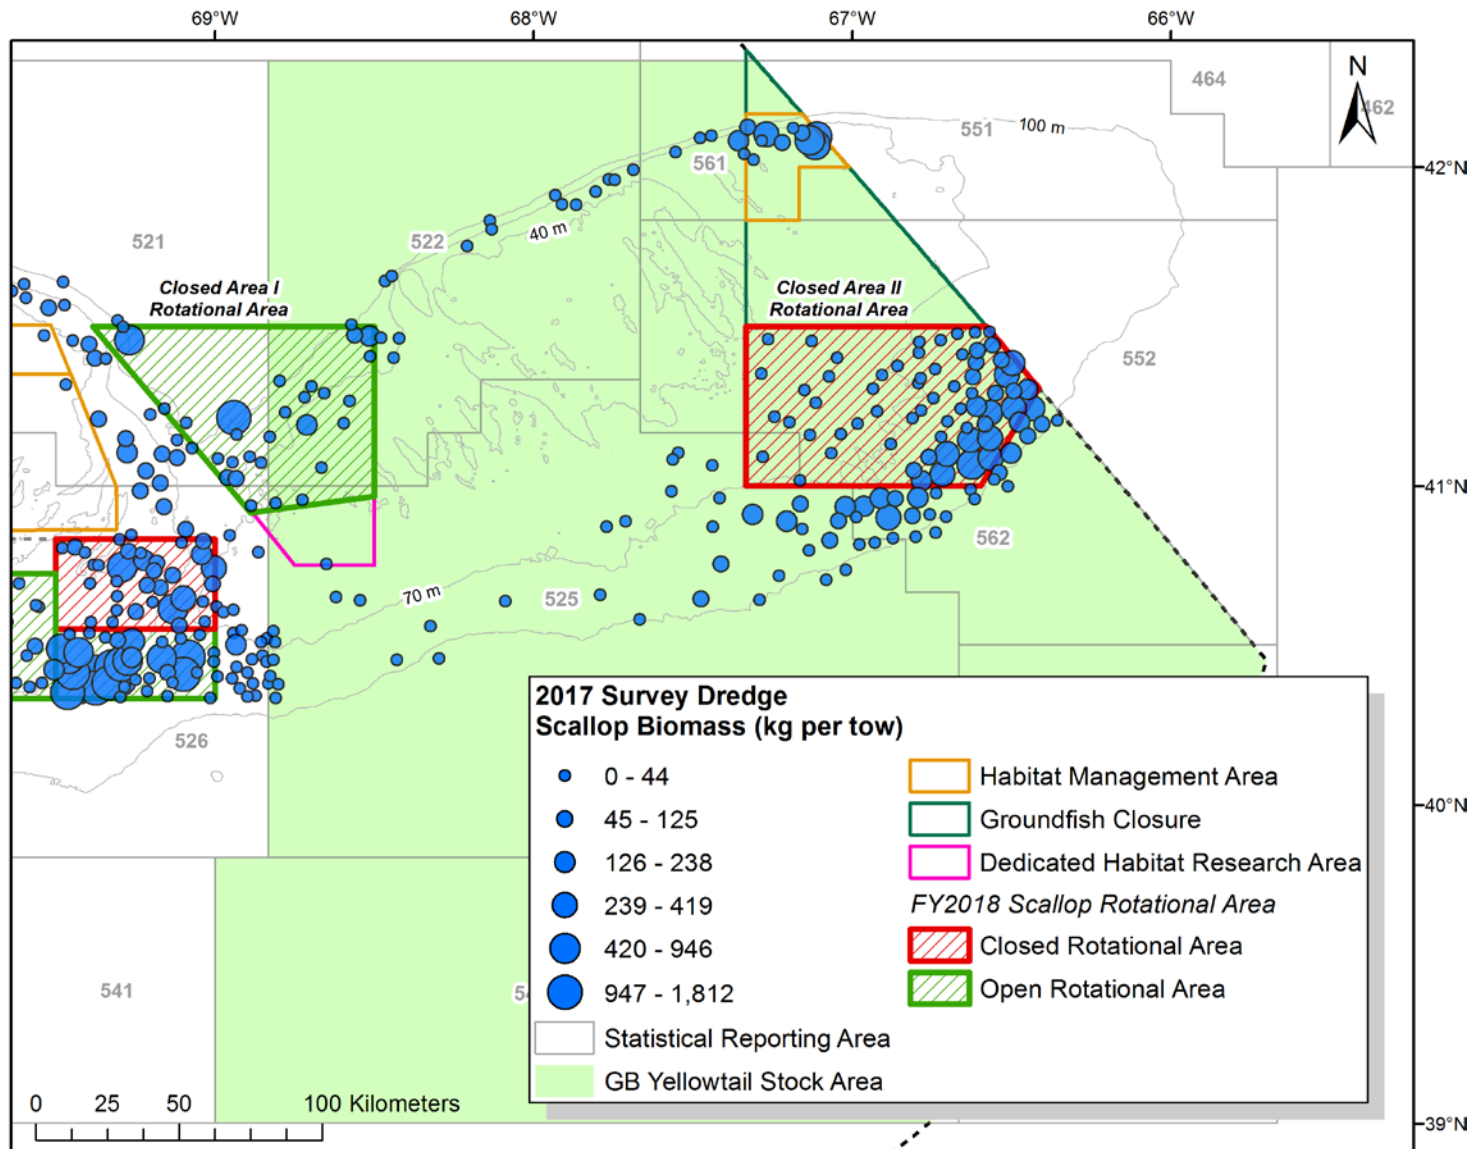 69°W 68°W 67°W 66°W
N
464
462
551
100 m
561
42°N
521
522
40 m
Closed Area I
Rotational Area
Closed Area II
Rotational Area
552
41°N
562
70 m
525
526
2017 Survey Dredge
Scallop Biomass (kg per tow)
0 - 44
45 - 125
126 - 238
239 - 419
420 - 946
947 - 1,812
Statistical Reporting Area
GB Yellowtail Stock Area
Habitat Management Area
Groundfish Closure
Dedicated Habitat Research Area
FY2018 Scallop Rotational Area
Closed Rotational Area
Open Rotational Area
40°N
541
0 25 50 100 Kilometers
39°N